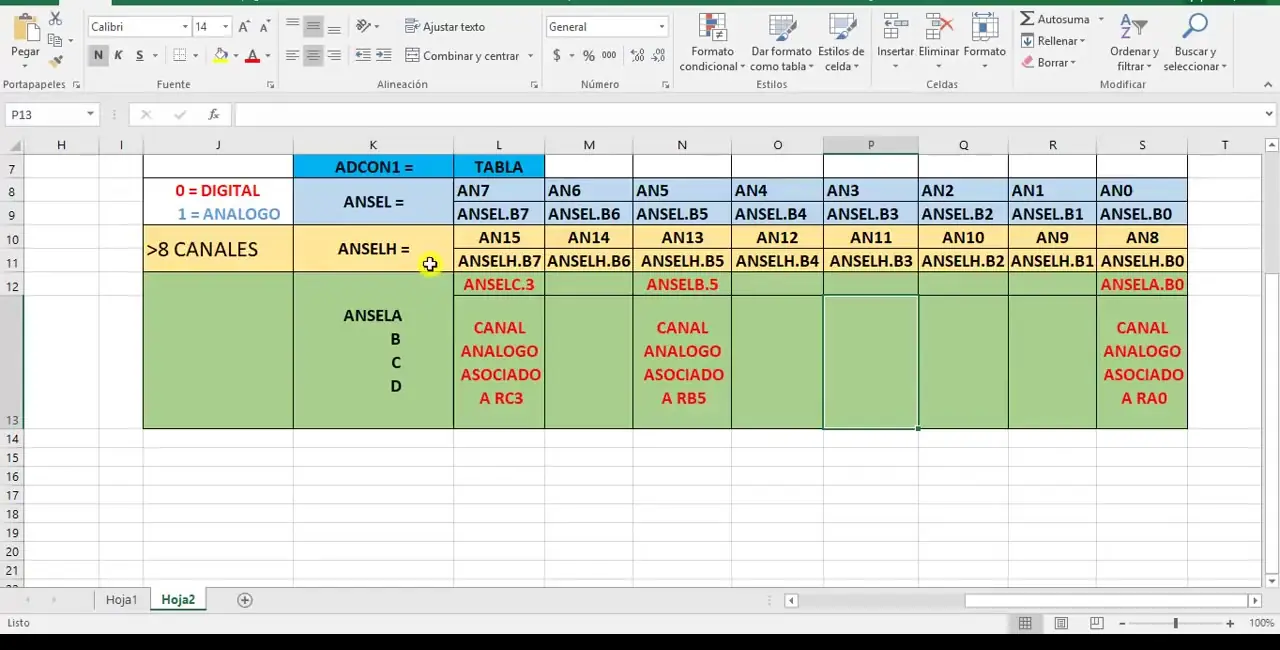 Pegar
Calibri 14
N K S
Ajustar texto
Combinar y centrar
General
$ % 000
Formato condicional
Dar formato como tabla
Estilos de celda
Insertar Eliminar Formato
Autosuma
Rellenar
Borrar
Ordenar y filtrar
Buscar y seleccionar
Portapapeles Fuente Alineación Número Estilos Celdas Modificar
P13 fx
H I J K L M N O P Q R S T
7 ADCON1 = TABLA
8 0 = DIGITAL ANSEL = AN7 AN6 AN5 AN4 AN3 AN2 AN1 AN0
9 1 = ANALOGO ANSEL.B7 ANSEL.B6 ANSEL.B5 ANSEL.B4 ANSEL.B3 ANSEL.B2 ANSEL.B1 ANSEL.B0
10 >8 CANALES ANSELH = AN15 AN14 AN13 AN12 AN11 AN10 AN9 AN8
11 ANSELH.B7 ANSELH.B6 ANSELH.B5 ANSELH.B4 ANSELH.B3 ANSELH.B2 ANSELH.B1 ANSELH.B0
12 ANSELC.3 ANSELB.5 ANSELA.B0
ANSELA
B
C
D
CANAL
ANALOGO
ASOCIADO
A RC3
CANAL
ANALOGO
ASOCIADO
A RB5
CANAL
ANALOGO
ASOCIADO
A RA0
13
14
15
16
17
18
19
20
21
Hoja1 Hoja2
Listo 100%